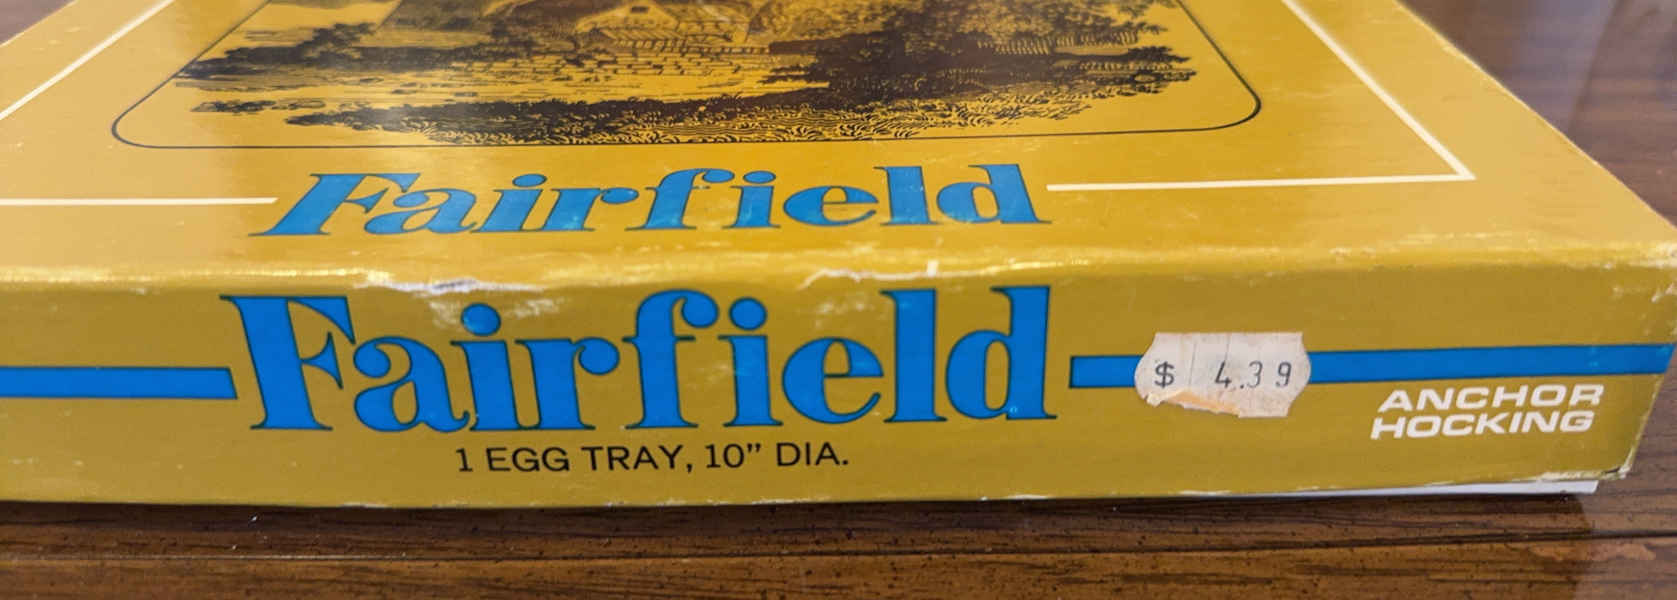 Fairfield
Fairfield
$ 4.39
ANCHOR
HOCKING
1 EGG TRAY, 10" DIA.